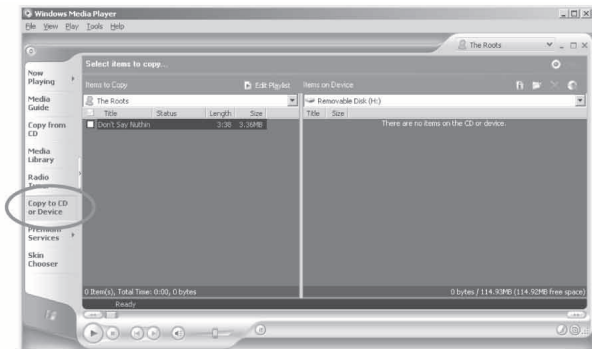 Windows Media Player
File View Play Tools Help
The Roots
Select items to copy...
Now Playing
Items to Copy
Edit Playlist
Items on Device
Media Guide
The Roots
Removable Disk (H:)
Title Status Length Size
Title Size
Don't Say Nuthin 3:38 3.36MB
There are no items on the CD or device.
Copy from CD
Media Library
Radio Tuner
Copy to CD or Device
Premium Services
Skin Chooser
0 Item(s), Total Time: 0:00, 0 bytes
0 bytes / 114.93MB (114.92MB free space)
Ready